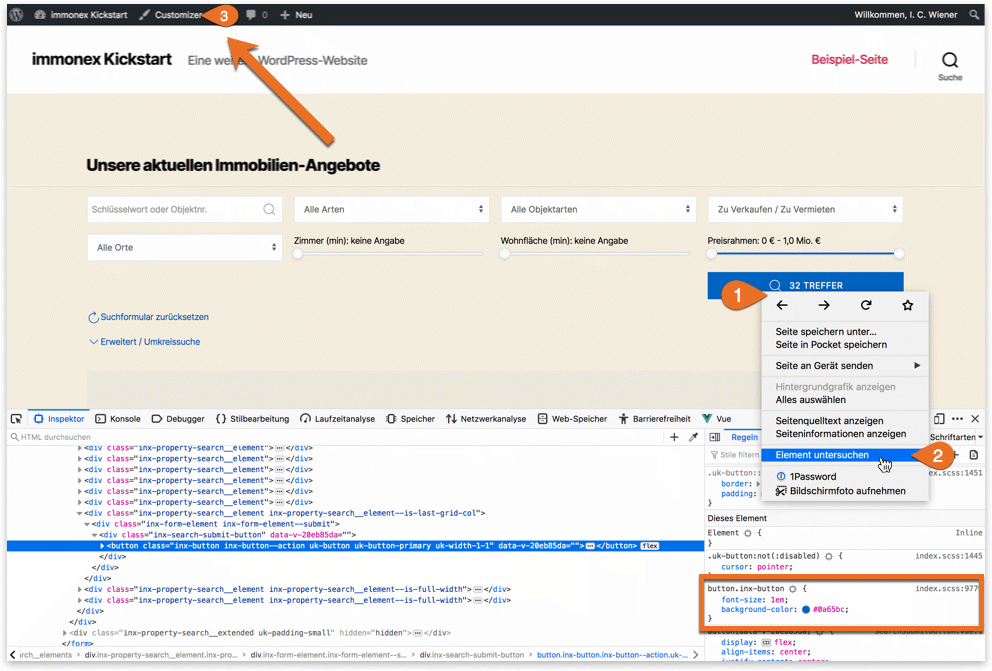 immonex Kickstart Customizer 3 0 + Neu Willkommen, I. C. Wiener
immonex Kickstart Eine weitere WordPress-Website Beispiel-Seite Suche
Unsere aktuellen Immobilien-Angebote
Schlüsselwort oder Objektnr. Alle Arten Alle Objektarten Zu Verkaufen / Zu Vermieten
Alle Orte Zimmer (min): keine Angabe Wohnfläche (min): keine Angabe Preisrahmen: 0 € - 1,0 Mio. €
32 TREFFER
1
Suchformular zurücksetzen
Erweitert / Umkreissuche
Seite speichern unter...
Seite in Pocket speichern
Seite an Gerät senden
Hintergrundgrafik anzeigen
Alles auswählen
Seitenquelltext anzeigen
Seiteninformationen anzeigen
Element untersuchen 2
1Password
Bildschirmfoto aufnehmen
Inspektor Konsole Debugger {} Stilbearbeitung Laufzeitanalyse Speicher Netzwerkanalyse Web-Speicher Barrierefreiheit Vue
HTML durchsuchen
<div class="inx-property-search__element"></div>
<div class="inx-property-search__element"></div>
<div class="inx-property-search__element"></div>
<div class="inx-property-search__element"></div>
<div class="inx-property-search__element"></div>
<div class="inx-property-search__element"></div>
<div class="inx-property-search__element inx-property-search__element--is-last-grid-col">
<div class="inx-form-element inx-form-element--submit">
<div class="inx-search-submit-button" data-v-20eb85da="">
<button class="inx-button inx-button--action uk-button uk-button-primary uk-width-1-1" data-v-20eb85da=""></button> flex
</div>
</div>
</div>
<div class="inx-property-search__element inx-property-search__element--is-full-width"></div>
<div class="inx-property-search__element inx-property-search__element--is-full-width"></div>
</div>
<div class="inx-property-search__extended uk-padding-small" hidden="hidden"></div>
</form>
arch__elements div.inx-property-search__element.inx-pro... div.inx-form-element.inx-form-element--s... div.inx-search-submit-button button.inx-button.inx-button--action.uk-...
Regeln Schriftarten
Stile filtern
.uk-button: index.scss:1451
border:
padding:
}
Dieses Element
Element { Inline
}
.uk-button:not(:disabled) { index.scss:1445
cursor: pointer;
button.inx-button { index.scss:977
font-size: 1em;
background-color: #0a65bc;
}
display: flex;
align-items: center;